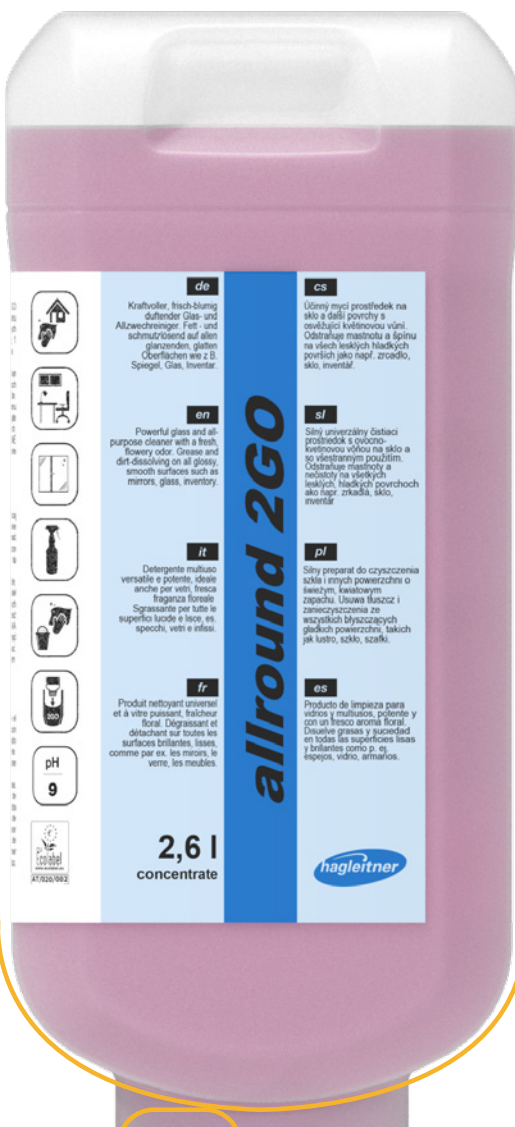 de
Kraftvoller, frisch-blumig
duftender Glas- und
Allzweckreiniger. Fett - und
schmutzlösend auf allen
glänzenden, glatten
Oberflächen wie z.B.
Spiegel, Glas, Inventar.
en
Powerful glass and all-
purpose cleaner with a fresh,
flowery odor. Grease and
dirt-dissolving on all glossy,
smooth surfaces such as
mirrors, glass, inventory.
it
Detergente multiuso
versatile e potente, ideale
anche per vetri, fresca
fraganza floreale
Sgrassante per tutte le
superfici lucide e lisce, es.
specchi, vetri e infissi.
fr
Produit nettoyant universel
et à vitre puissant, fraîcheur
floral. Dégraissant et
détachant sur toutes les
surfaces brillantes, lisses,
comme par ex. les miroirs, le
verre, les meubles.
2,6 l
concentrate
allround 2GO
cs
Účinný mycí prostředek na
sklo a další povrchy s
osvěžující květinovou vůní.
Odstraňuje mastnotu a špínu
na všech lesklých hladkých
površích jako např. zrcadlo,
sklo, inventář.
sl
Silný univerzálny čistiaci
prostriedok s ovocno-
kvetinovou vôňou na sklo a
so všestranným použitím.
Odstraňuje mastnoty a
nečistoty na všetkých
lesklých, hladkých povrchoch
ako napr. zrkadlá, sklo,
inventár
pl
Silny preparat do czyszczenia
szkła i innych powierzchni o
świeżym, kwiatowym
zapachu. Usuwa tłuszcz i
zanieczyszczenia ze
wszystkich błyszczących
gładkich powierzchni, takich
jak lustro, szkło, szafki.
es
Producto de limpieza para
vidrios y multiusos, potente y
con un fresco aroma floral.
Disuelve grasas y suciedad
en todas las superficies lisas
y brillantes como p. ej.
espejos, vidrio, armarios.
hagleitner
2GO
pH
9
Ecolabel
www.ecolabel.eu
AT/020/002